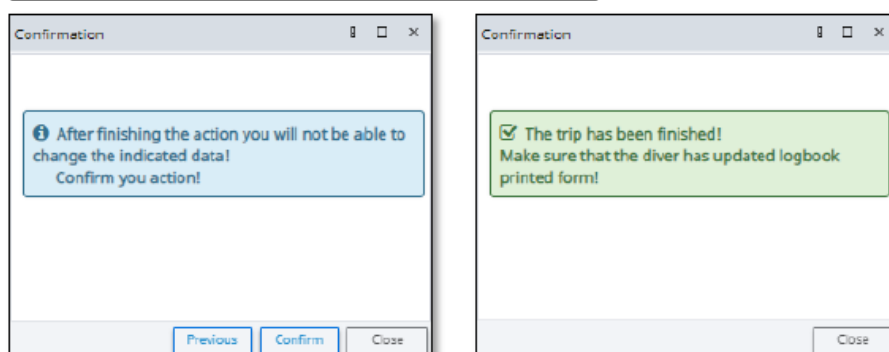 Confirmation
After finishing the action you will not be able to
change the indicated data!
Confirm you action!
Previous Confirm Close
Confirmation
The trip has been finished!
Make sure that the diver has updated logbook
printed form!
Close